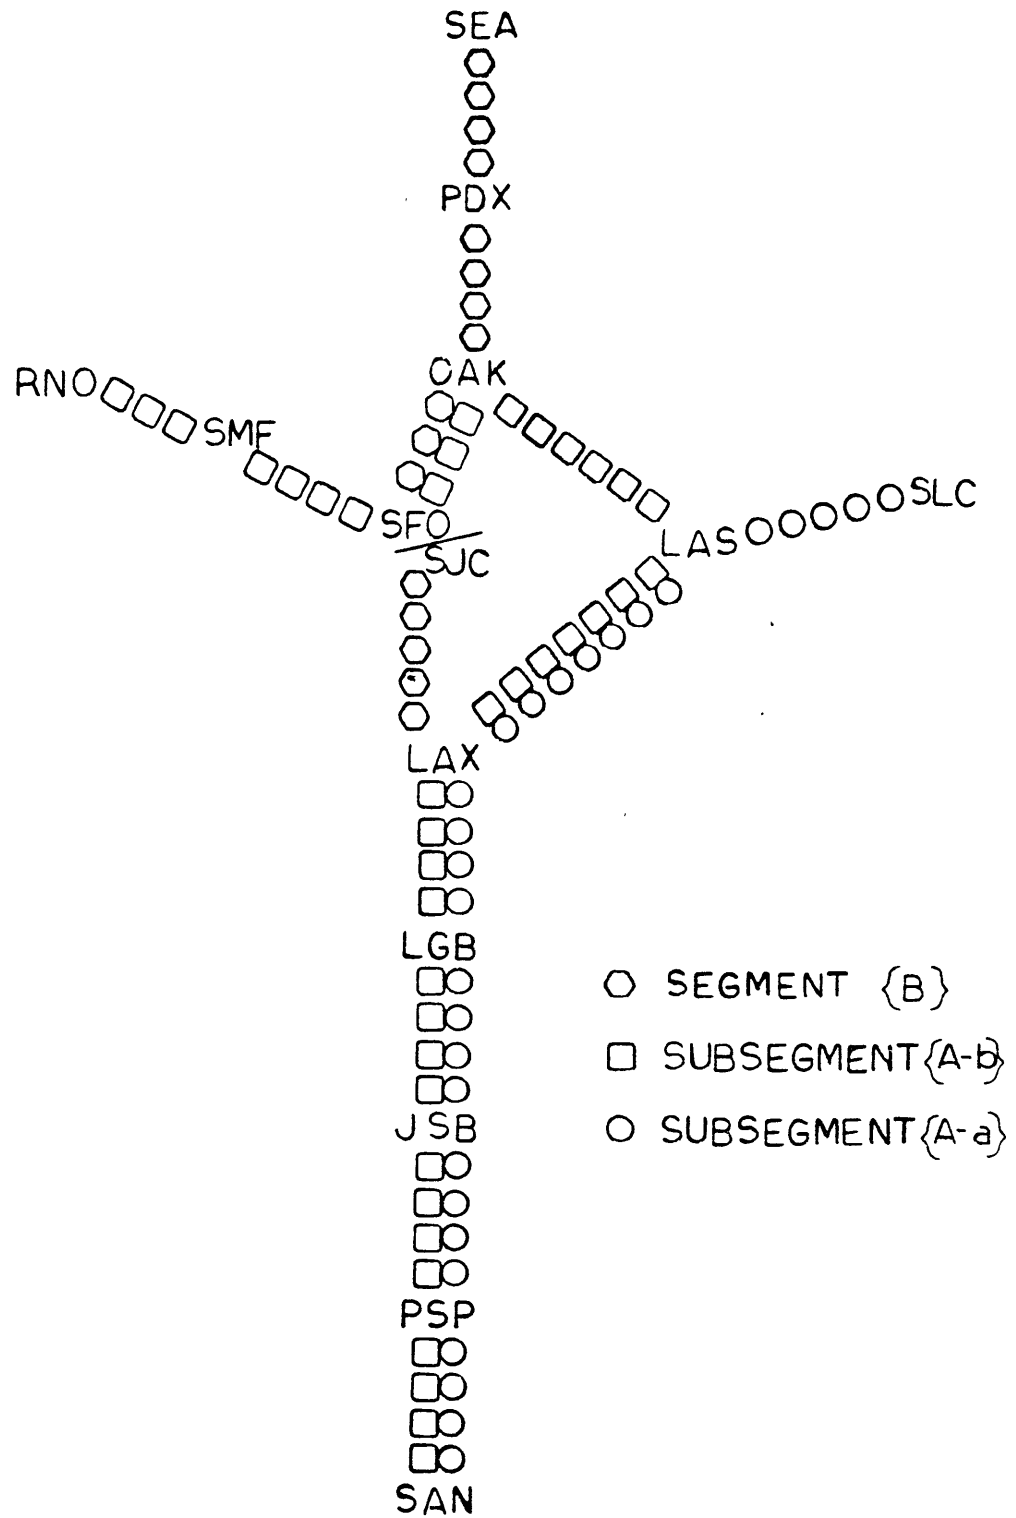 SEA
PDX
OAK
RNO
SMF
SLC
SFO
SJC
LAS
LAX
LGB
SEGMENT {B}
SUBSEGMENT {A-b}
JSB
SUBSEGMENT {A-a}
PSP
SAN